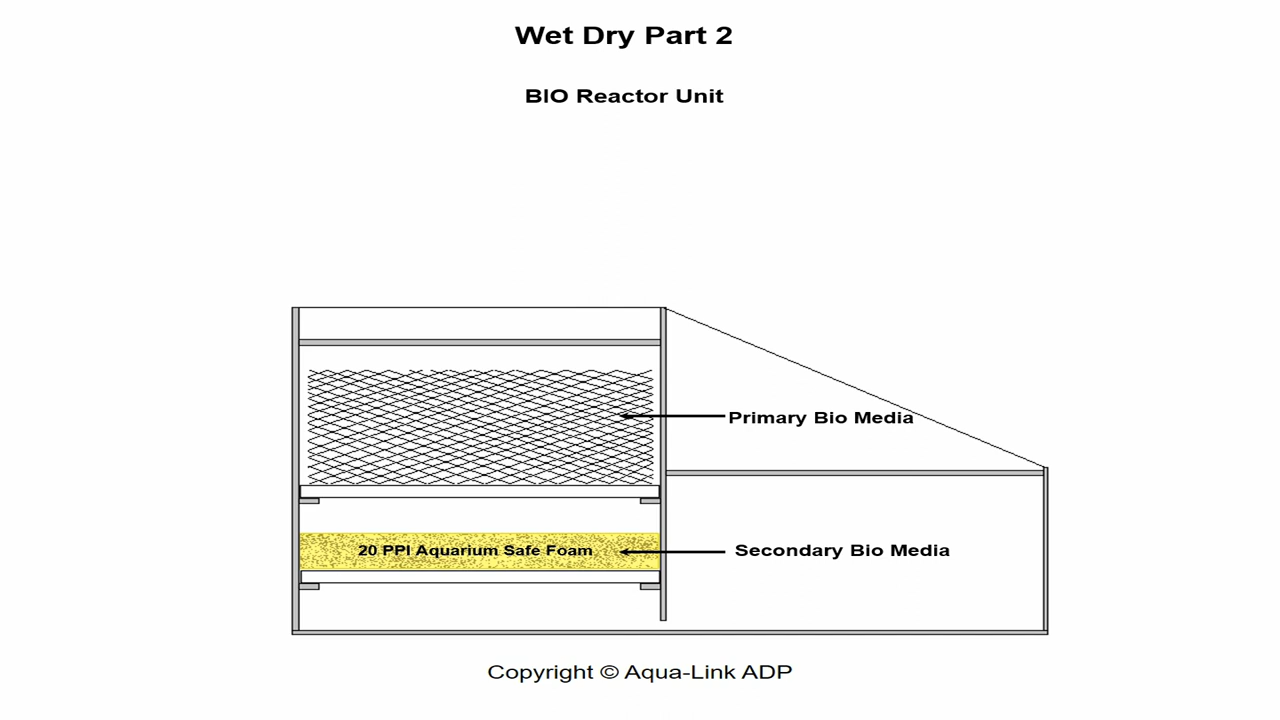 Wet Dry Part 2
BIO Reactor Unit
Primary Bio Media
20 PPI Aquarium Safe Foam
Secondary Bio Media
Copyright © Aqua-Link ADP